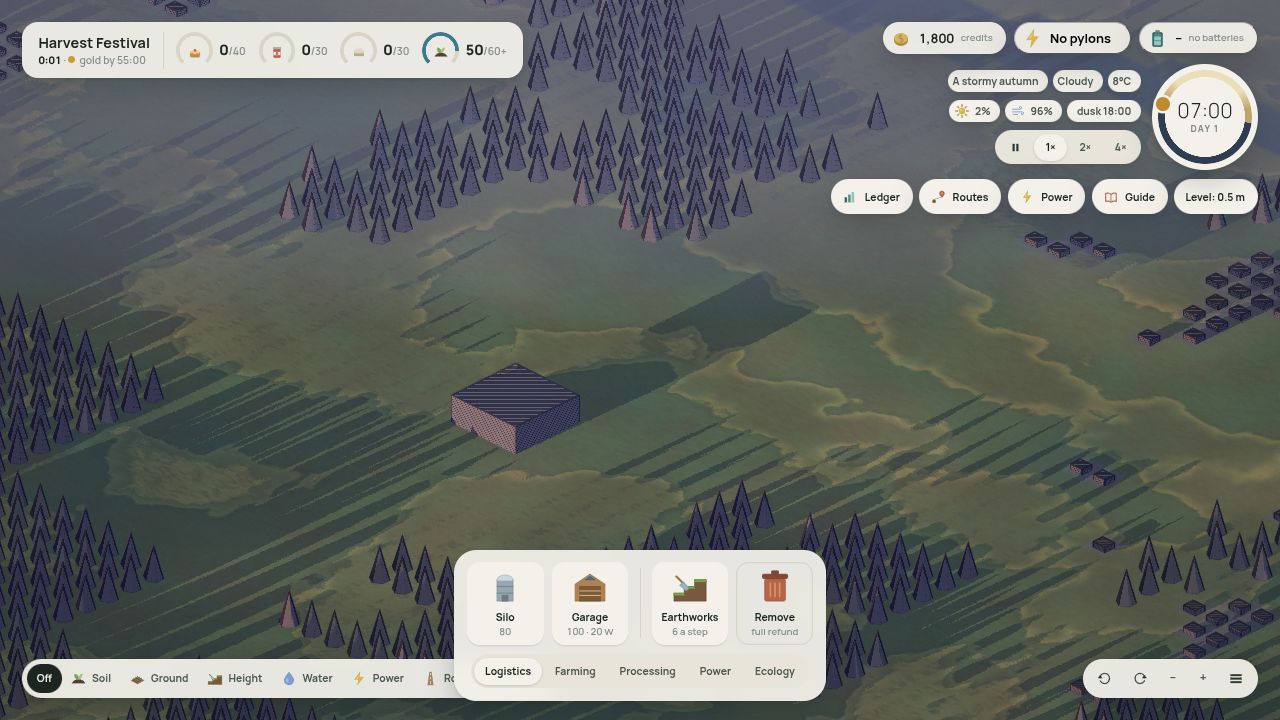 Harvest Festival
0:01 · gold by 55:00
0/40
0/30
0/30
50/60+
1,800 credits
No pylons
– no batteries
A stormy autumn
Cloudy
8°C
2%
96%
dusk 18:00
07:00
DAY 1
1×
2×
4×
Ledger
Routes
Power
Guide
Level: 0.5 m
Silo
80
Garage
100 · 20 W
Earthworks
6 a step
Remove
full refund
Logistics
Farming
Processing
Power
Ecology
Off
Soil
Ground
Height
Water
Power
− +